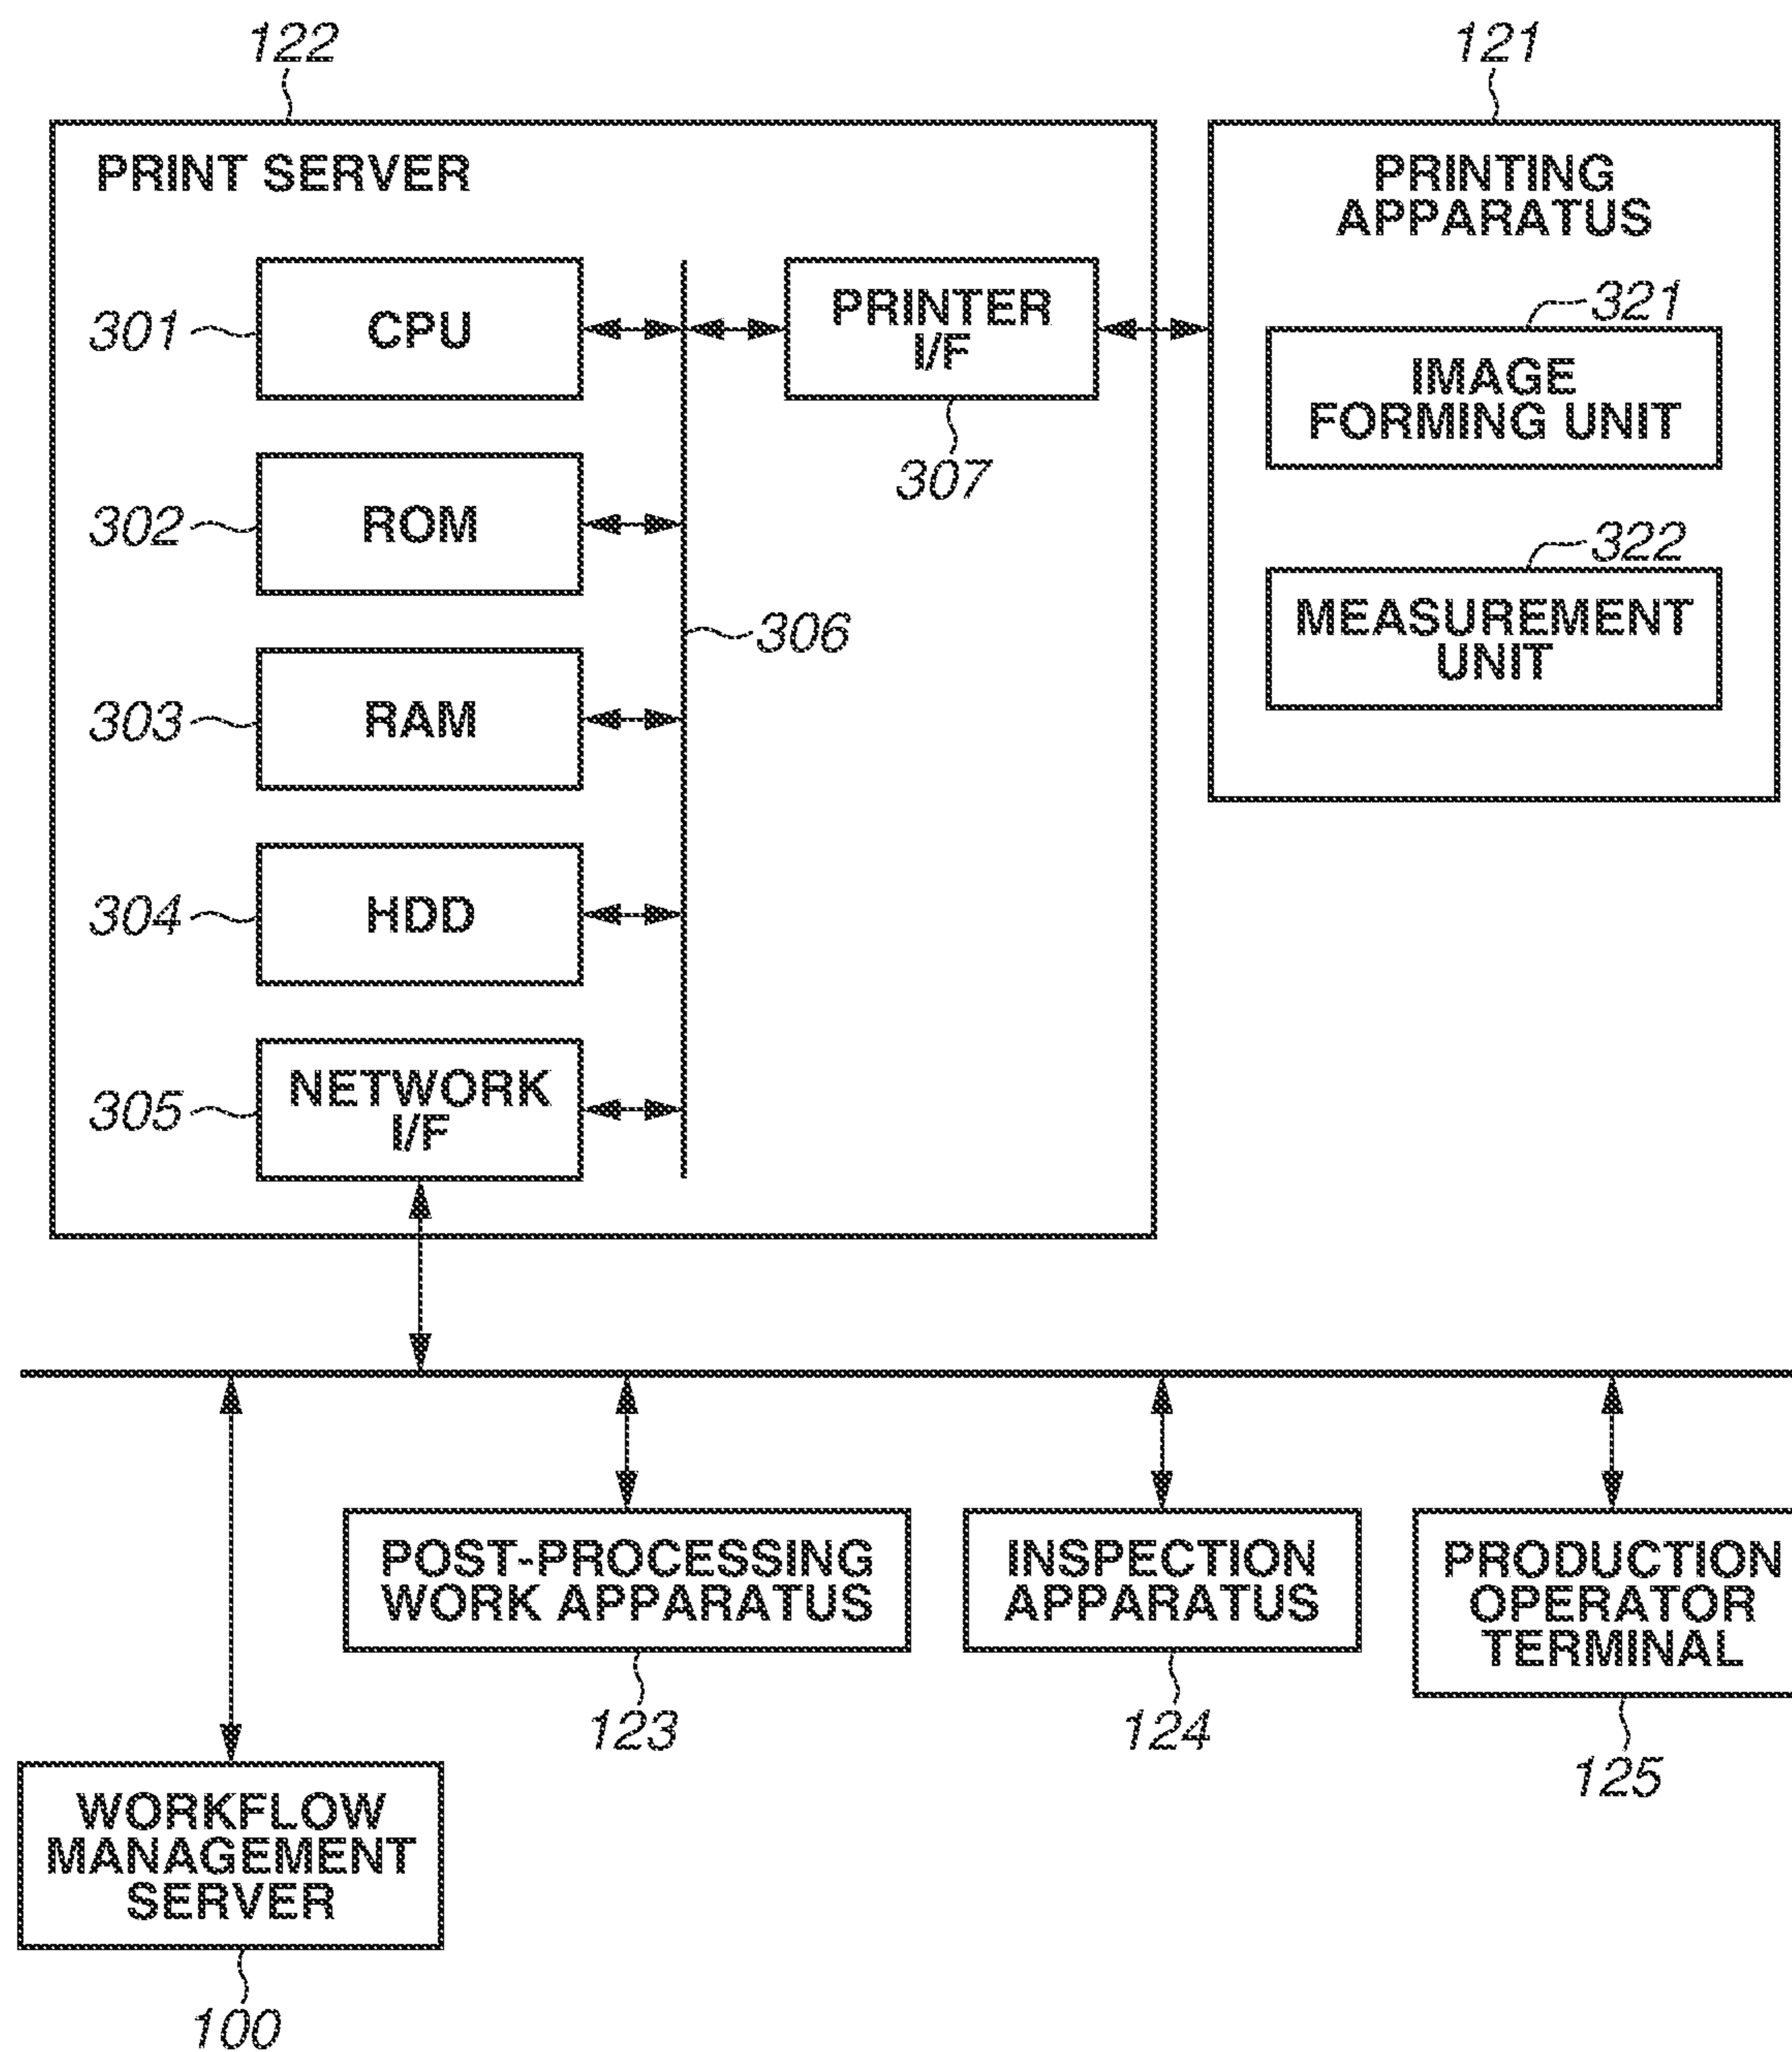 122
121
PRINT SERVER
PRINTING
APPARATUS
301
CPU
PRINTER
I/F
307
321
IMAGE
FORMING UNIT
302
ROM
322
MEASUREMENT
UNIT
306
303
RAM
304
HDD
305
NETWORK
I/F
POST-PROCESSING
WORK APPARATUS
123
INSPECTION
APPARATUS
124
PRODUCTION
OPERATOR
TERMINAL
125
WORKFLOW
MANAGEMENT
SERVER
100